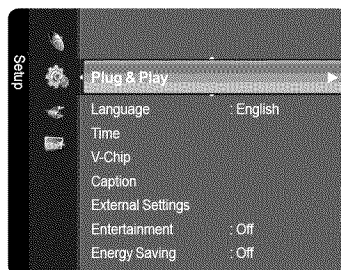 Setup
Plug & Play
Language : English
Time
V-Chip
Caption
External Settings
Entertainment : Off
Energy Saving : Off